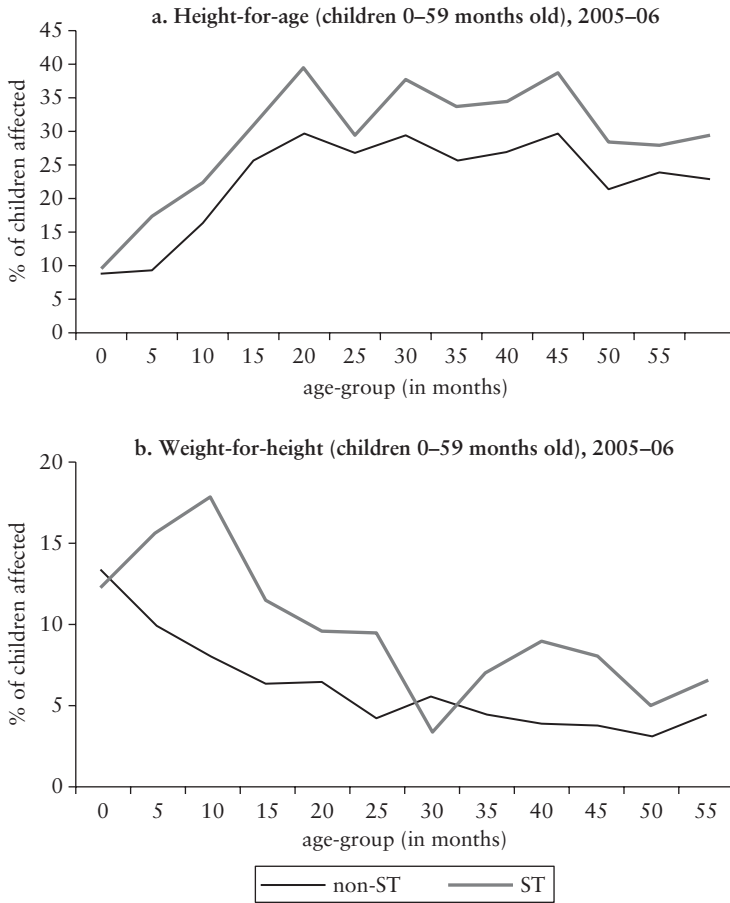 a. Height-for-age (children 0–59 months old), 2005–06
45
40
35
30
25
20
15
10
5
0
% of children affected
0 5 10 15 20 25 30 35 40 45 50 55
age-group (in months)
b. Weight-for-height (children 0–59 months old), 2005–06
20
15
10
5
0
% of children affected
0 5 10 15 20 25 30 35 40 45 50 55
age-group (in months)
non-ST ST